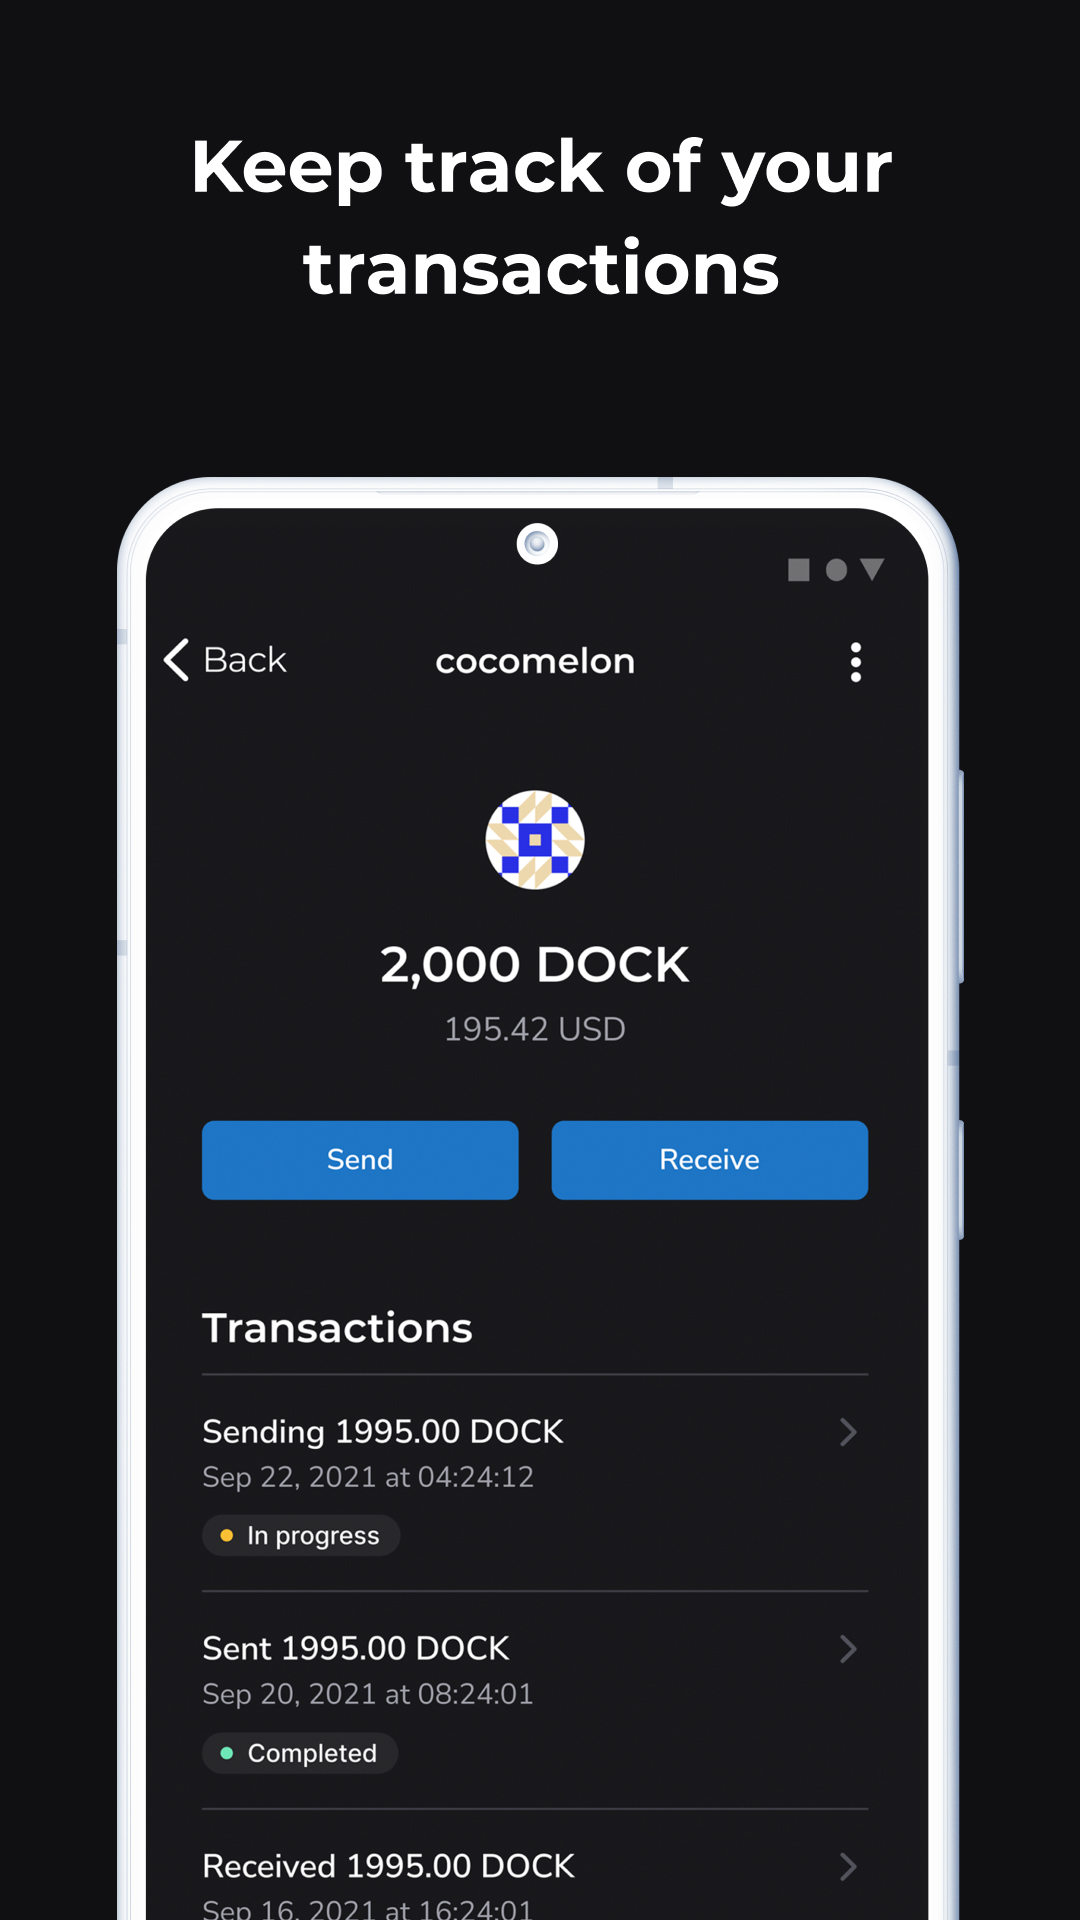 Keep track of your
transactions
Back
cocomelon
2,000 DOCK
195.42 USD
Send
Receive
Transactions
Sending 1995.00 DOCK
Sep 22, 2021 at 04:24:12
In progress
Sent 1995.00 DOCK
Sep 20, 2021 at 08:24:01
Completed
Received 1995.00 DOCK
Sep 16, 2021 at 16:24:01